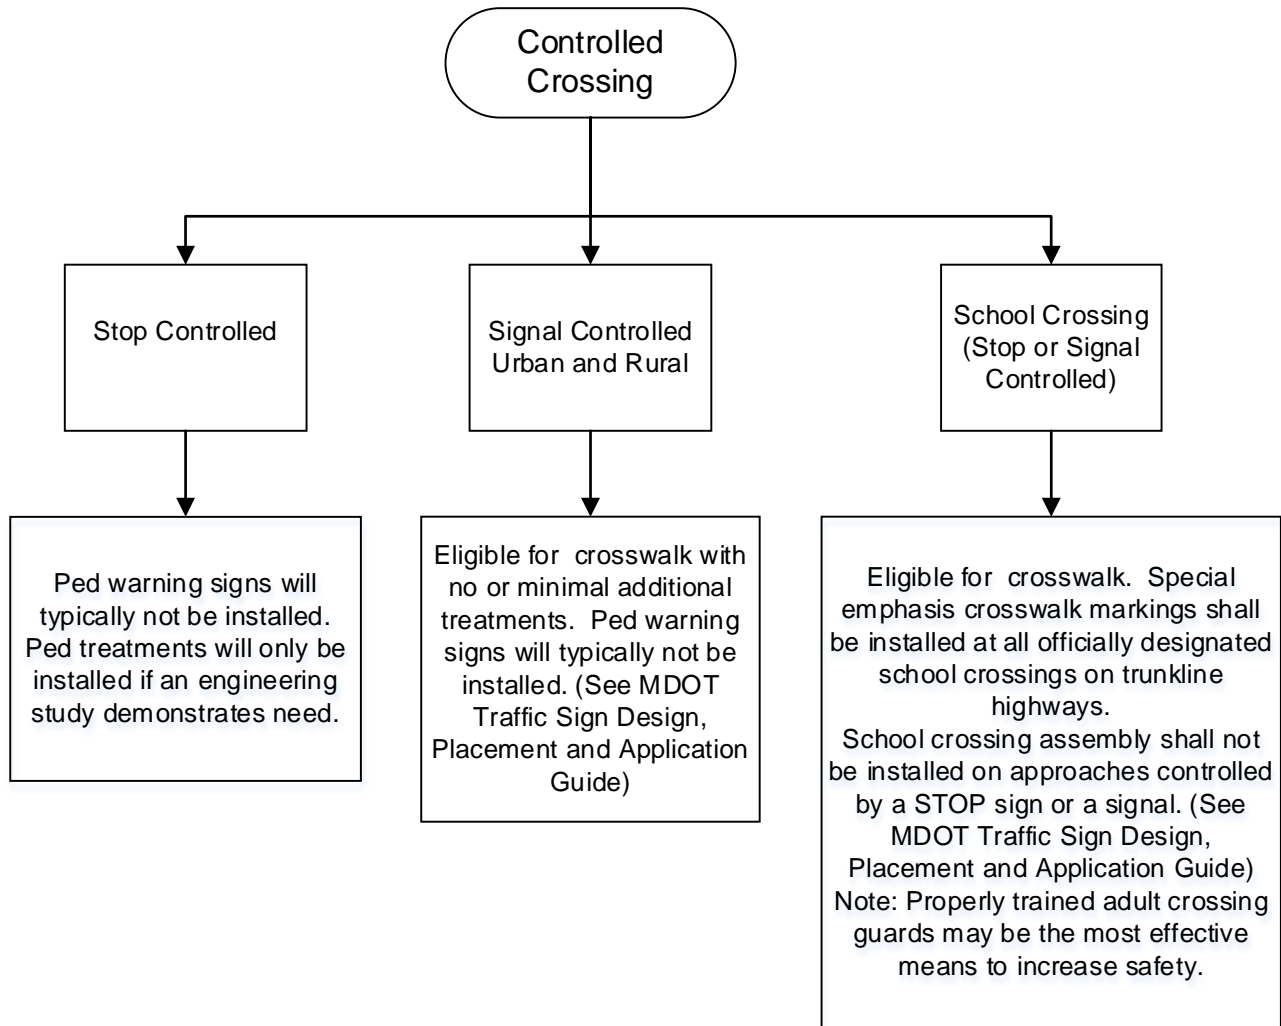 Controlled
Crossing
Stop Controlled
Signal Controlled
Urban and Rural
School Crossing
(Stop or Signal
Controlled)
Ped warning signs will
typically not be installed.
Ped treatments will only be
installed if an engineering
study demonstrates need.
Eligible for  crosswalk with
no or minimal additional
treatments.  Ped warning
signs will typically not be
installed. (See MDOT
Traffic Sign Design,
Placement and Application
Guide)
Eligible for  crosswalk.  Special
emphasis crosswalk markings shall
be installed at all officially designated
school crossings on trunkline
highways.
School crossing assembly shall not
be installed on approaches controlled
by a STOP sign or a signal. (See
MDOT Traffic Sign Design,
Placement and Application Guide)
Note: Properly trained adult crossing
guards may be the most effective
means to increase safety.